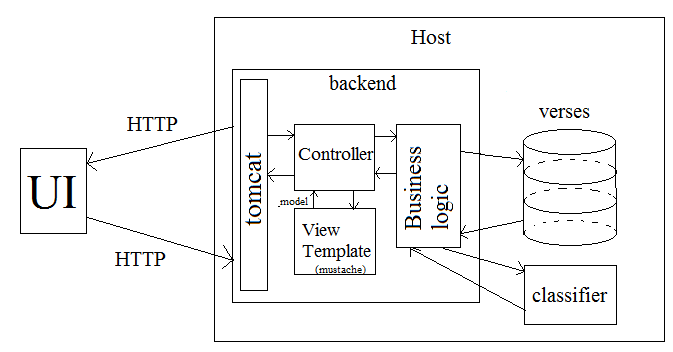 Host
backend
verses
HTTP
UI
HTTP
tomcat
Controller
Business
logic
model
View
Template
(mustache)
classifier